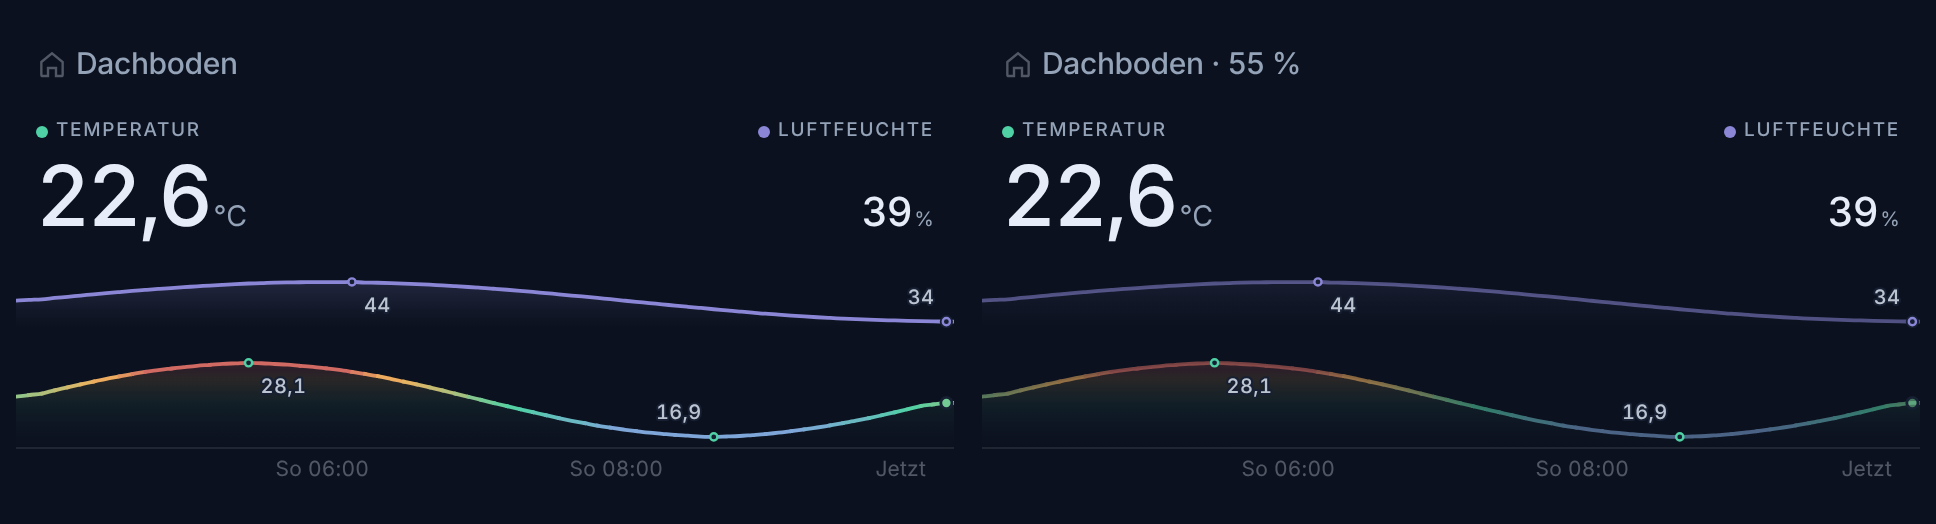 Dachboden
TEMPERATUR
LUFTFEUCHTE
22,6 °C
39 %
44
34
28,1
16,9
So 06:00
So 08:00
Jetzt
Dachboden · 55 %
TEMPERATUR
LUFTFEUCHTE
22,6 °C
39 %
44
34
28,1
16,9
So 06:00
So 08:00
Jetzt